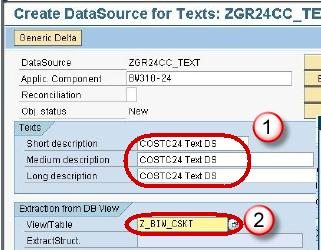 Create DataSource for Texts: ZGR24CC_TE
Generic Delta
DataSource ZGR24CC_TEXT
Applic. Component BW310-24
Reconciliation
Obj. status New
Texts
1
Short description COSTC24 Text DS
Medium description COSTC24 Text DS
Long description COSTC24 Text DS
Extraction from DB View
View/Table Z_BIW_CSKT 2
ExtractStruct.